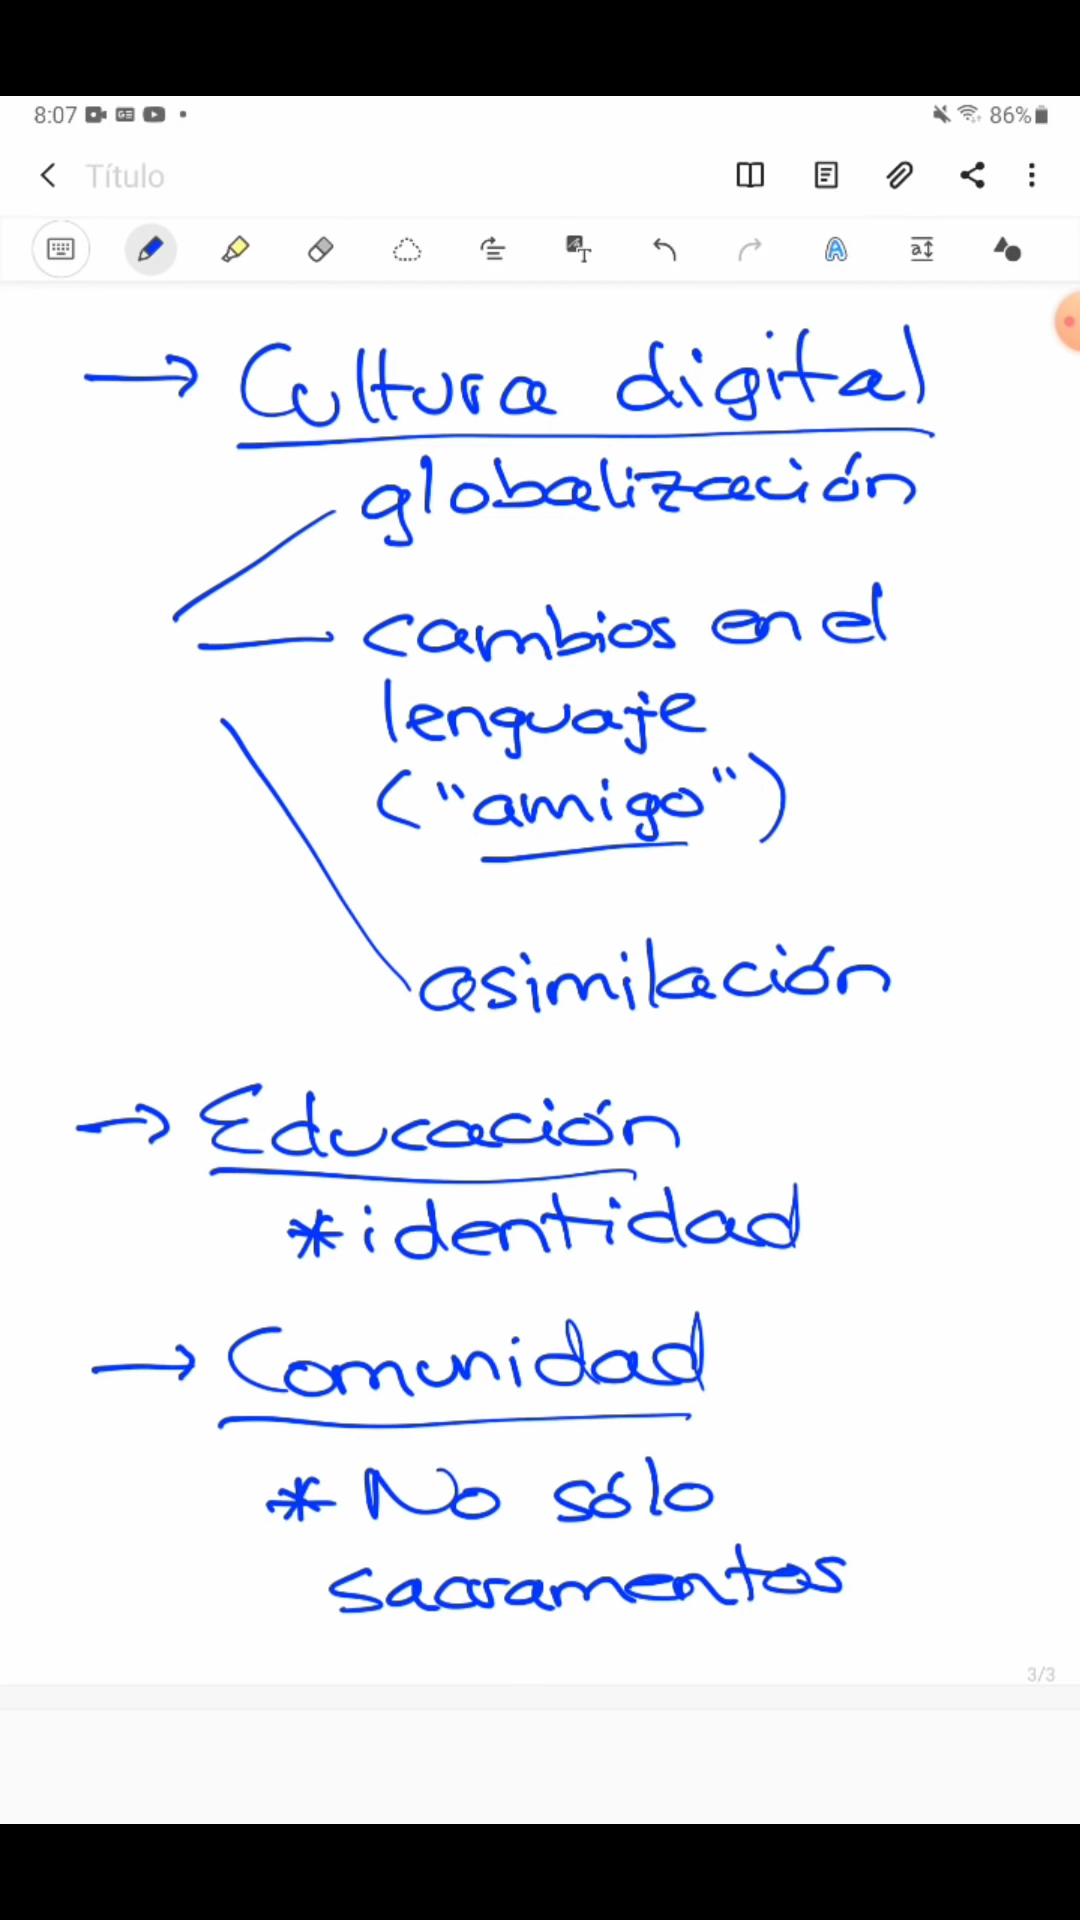 8:07 GE 86%
Título
→ Cultura digital
globalización
cambios en el
lenguaje
("amigo")
asimilación
→ Educación
* identidad
→ Comunidad
* No sólo
sacramentos
3/3